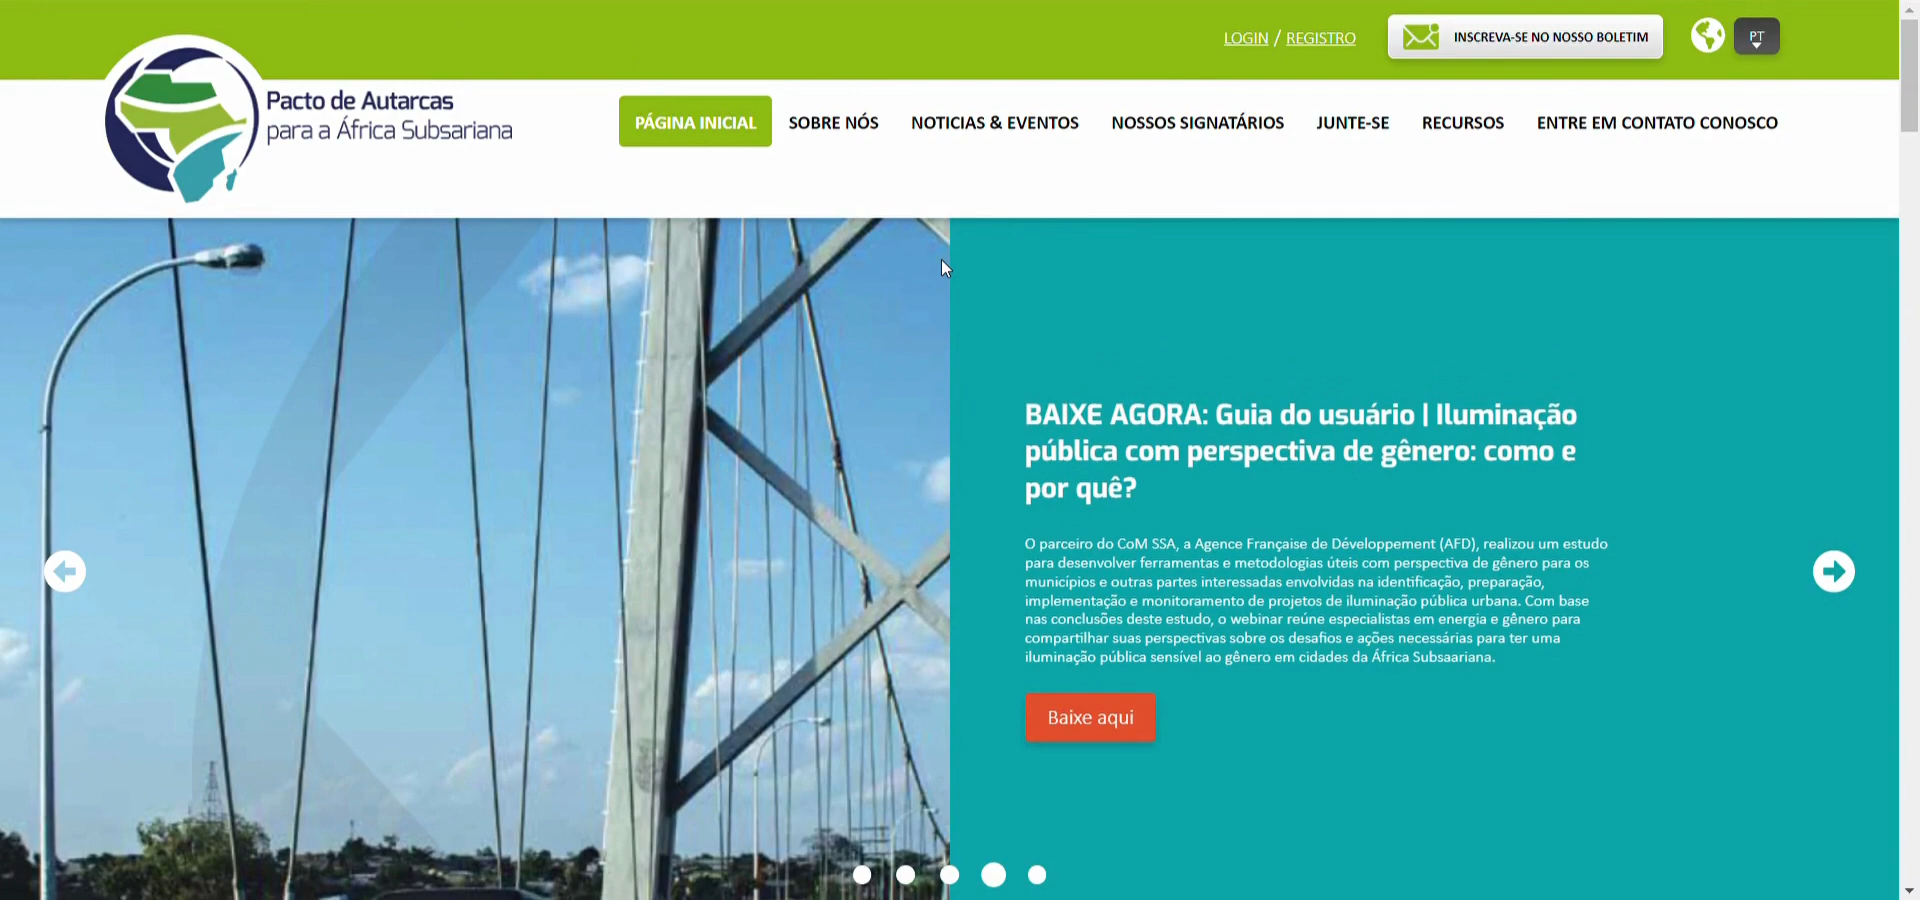 LOGIN / REGISTRO
INSCREVA-SE NO NOSSO BOLETIM
PT
Pacto de Autarcas
para a África Subsariana
PÁGINA INICIAL
SOBRE NÓS
NOTICIAS & EVENTOS
NOSSOS SIGNATÁRIOS
JUNTE-SE
RECURSOS
ENTRE EM CONTATO CONOSCO
BAIXE AGORA: Guia do usuário | Iluminação
pública com perspectiva de gênero: como e
por quê?
O parceiro do CoM SSA, a Agence Française de Développement (AFD), realizou um estudo
para desenvolver ferramentas e metodologias úteis com perspectiva de gênero para os
municípios e outras partes interessadas envolvidas na identificação, preparação,
implementação e monitoramento de projetos de iluminação pública urbana. Com base
nas conclusões deste estudo, o webinar reúne especialistas em energia e gênero para
compartilhar suas perspectivas sobre os desafios e ações necessárias para ter uma
iluminação pública sensível ao gênero em cidades da África Subsaariana.
Baixe aqui